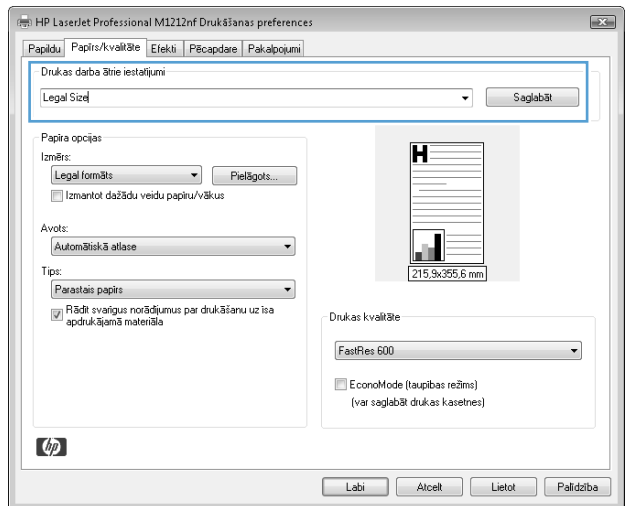 HP LaserJet Professional M1212nf Drukāšanas preferences
Papildu Papīrs/kvalitāte Efekti Pēcapdare Pakalpojumi
Drukas darba ātrie iestatījumi
Legal Size
Saglabāt
Papīra opcijas
Izmērs:
Legal formāts
Pielāgots...
Izmantot dažādu veidu papīru/vākus
Avots:
Automātiskā atlase
Tips:
Parastais papīrs
Rādīt svarīgus norādījumus par drukāšanu uz īsa
apdrukājamā materiāla
H
215,9x355,6 mm
Drukas kvalitāte
FastRes 600
EconoMode (taupības režīms)
(var saglabāt drukas kasetnes)
hp
Labi Atcelt Lietot Palīdzība